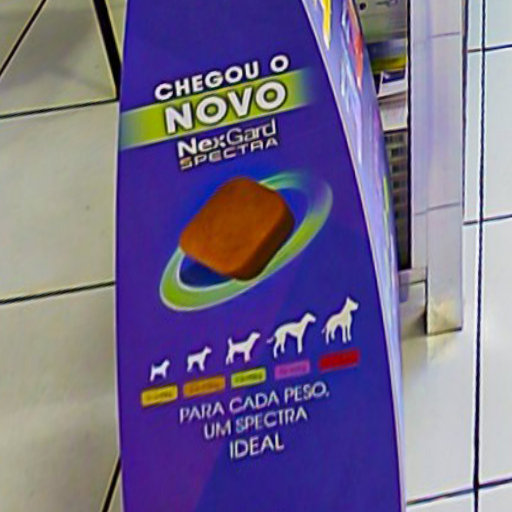 CHEGOU O
NOVO
NexGard
SPECTRA
PARA CADA PESO,
UM SPECTRA
IDEAL